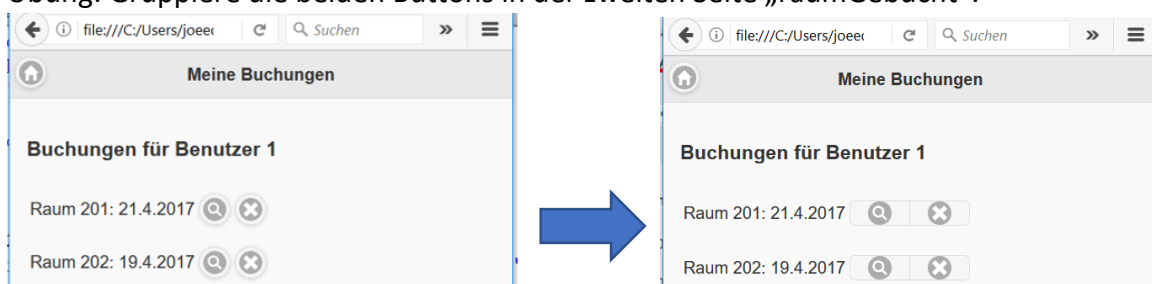 Übung: Gruppiere die beiden Buttons in der zweiten Seite „raumGebucht“.
file:///C:/Users/joeec
Suchen
Meine Buchungen
Buchungen für Benutzer 1
Raum 201: 21.4.2017
Raum 202: 19.4.2017
file:///C:/Users/joeec
Suchen
Meine Buchungen
Buchungen für Benutzer 1
Raum 201: 21.4.2017
Raum 202: 19.4.2017